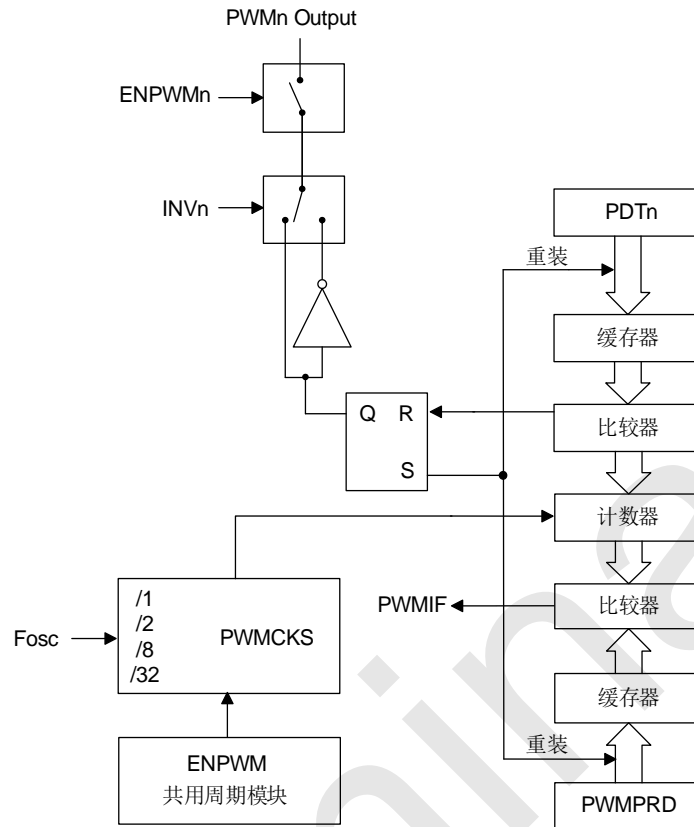 PWMn Output
ENPWMn
INVn
PDTn
重装
缓存器
Q R
比较器
S
计数器
/1
/2
/8
/32
PWMCKS
Fosc
PWMIF
比较器
缓存器
重装
ENPWM
共用周期模块
PWMPRD